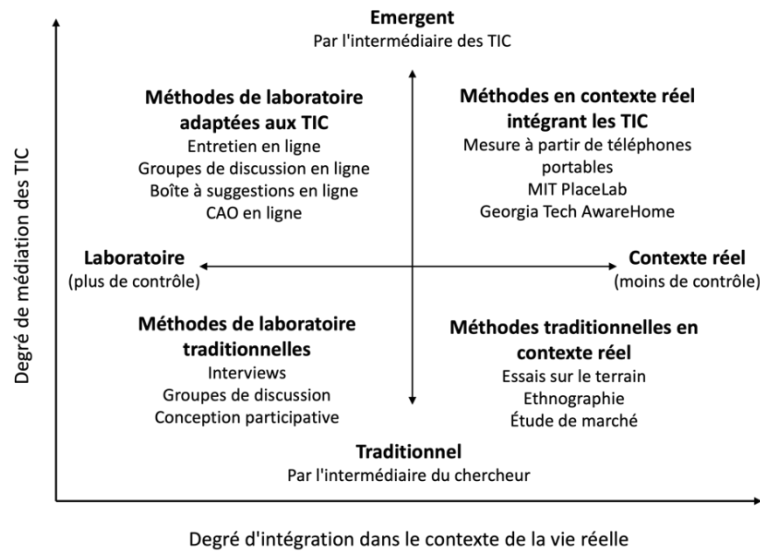 Emergent
Par l'intermédiaire des TIC
Méthodes de laboratoire
adaptées aux TIC
Entretien en ligne
Groupes de discussion en ligne
Boîte à suggestions en ligne
CAO en ligne
Méthodes en contexte réel
intégrant les TIC
Mesure à partir de téléphones
portables
MIT PlaceLab
Georgia Tech AwareHome
Degré de médiation des TIC
Laboratoire
(plus de contrôle)
Contexte réel
(moins de contrôle)
Méthodes de laboratoire
traditionnelles
Interviews
Groupes de discussion
Conception participative
Méthodes traditionnelles en
contexte réel
Essais sur le terrain
Ethnographie
Étude de marché
Traditionnel
Par l'intermédiaire du chercheur
Degré d'intégration dans le contexte de la vie réelle